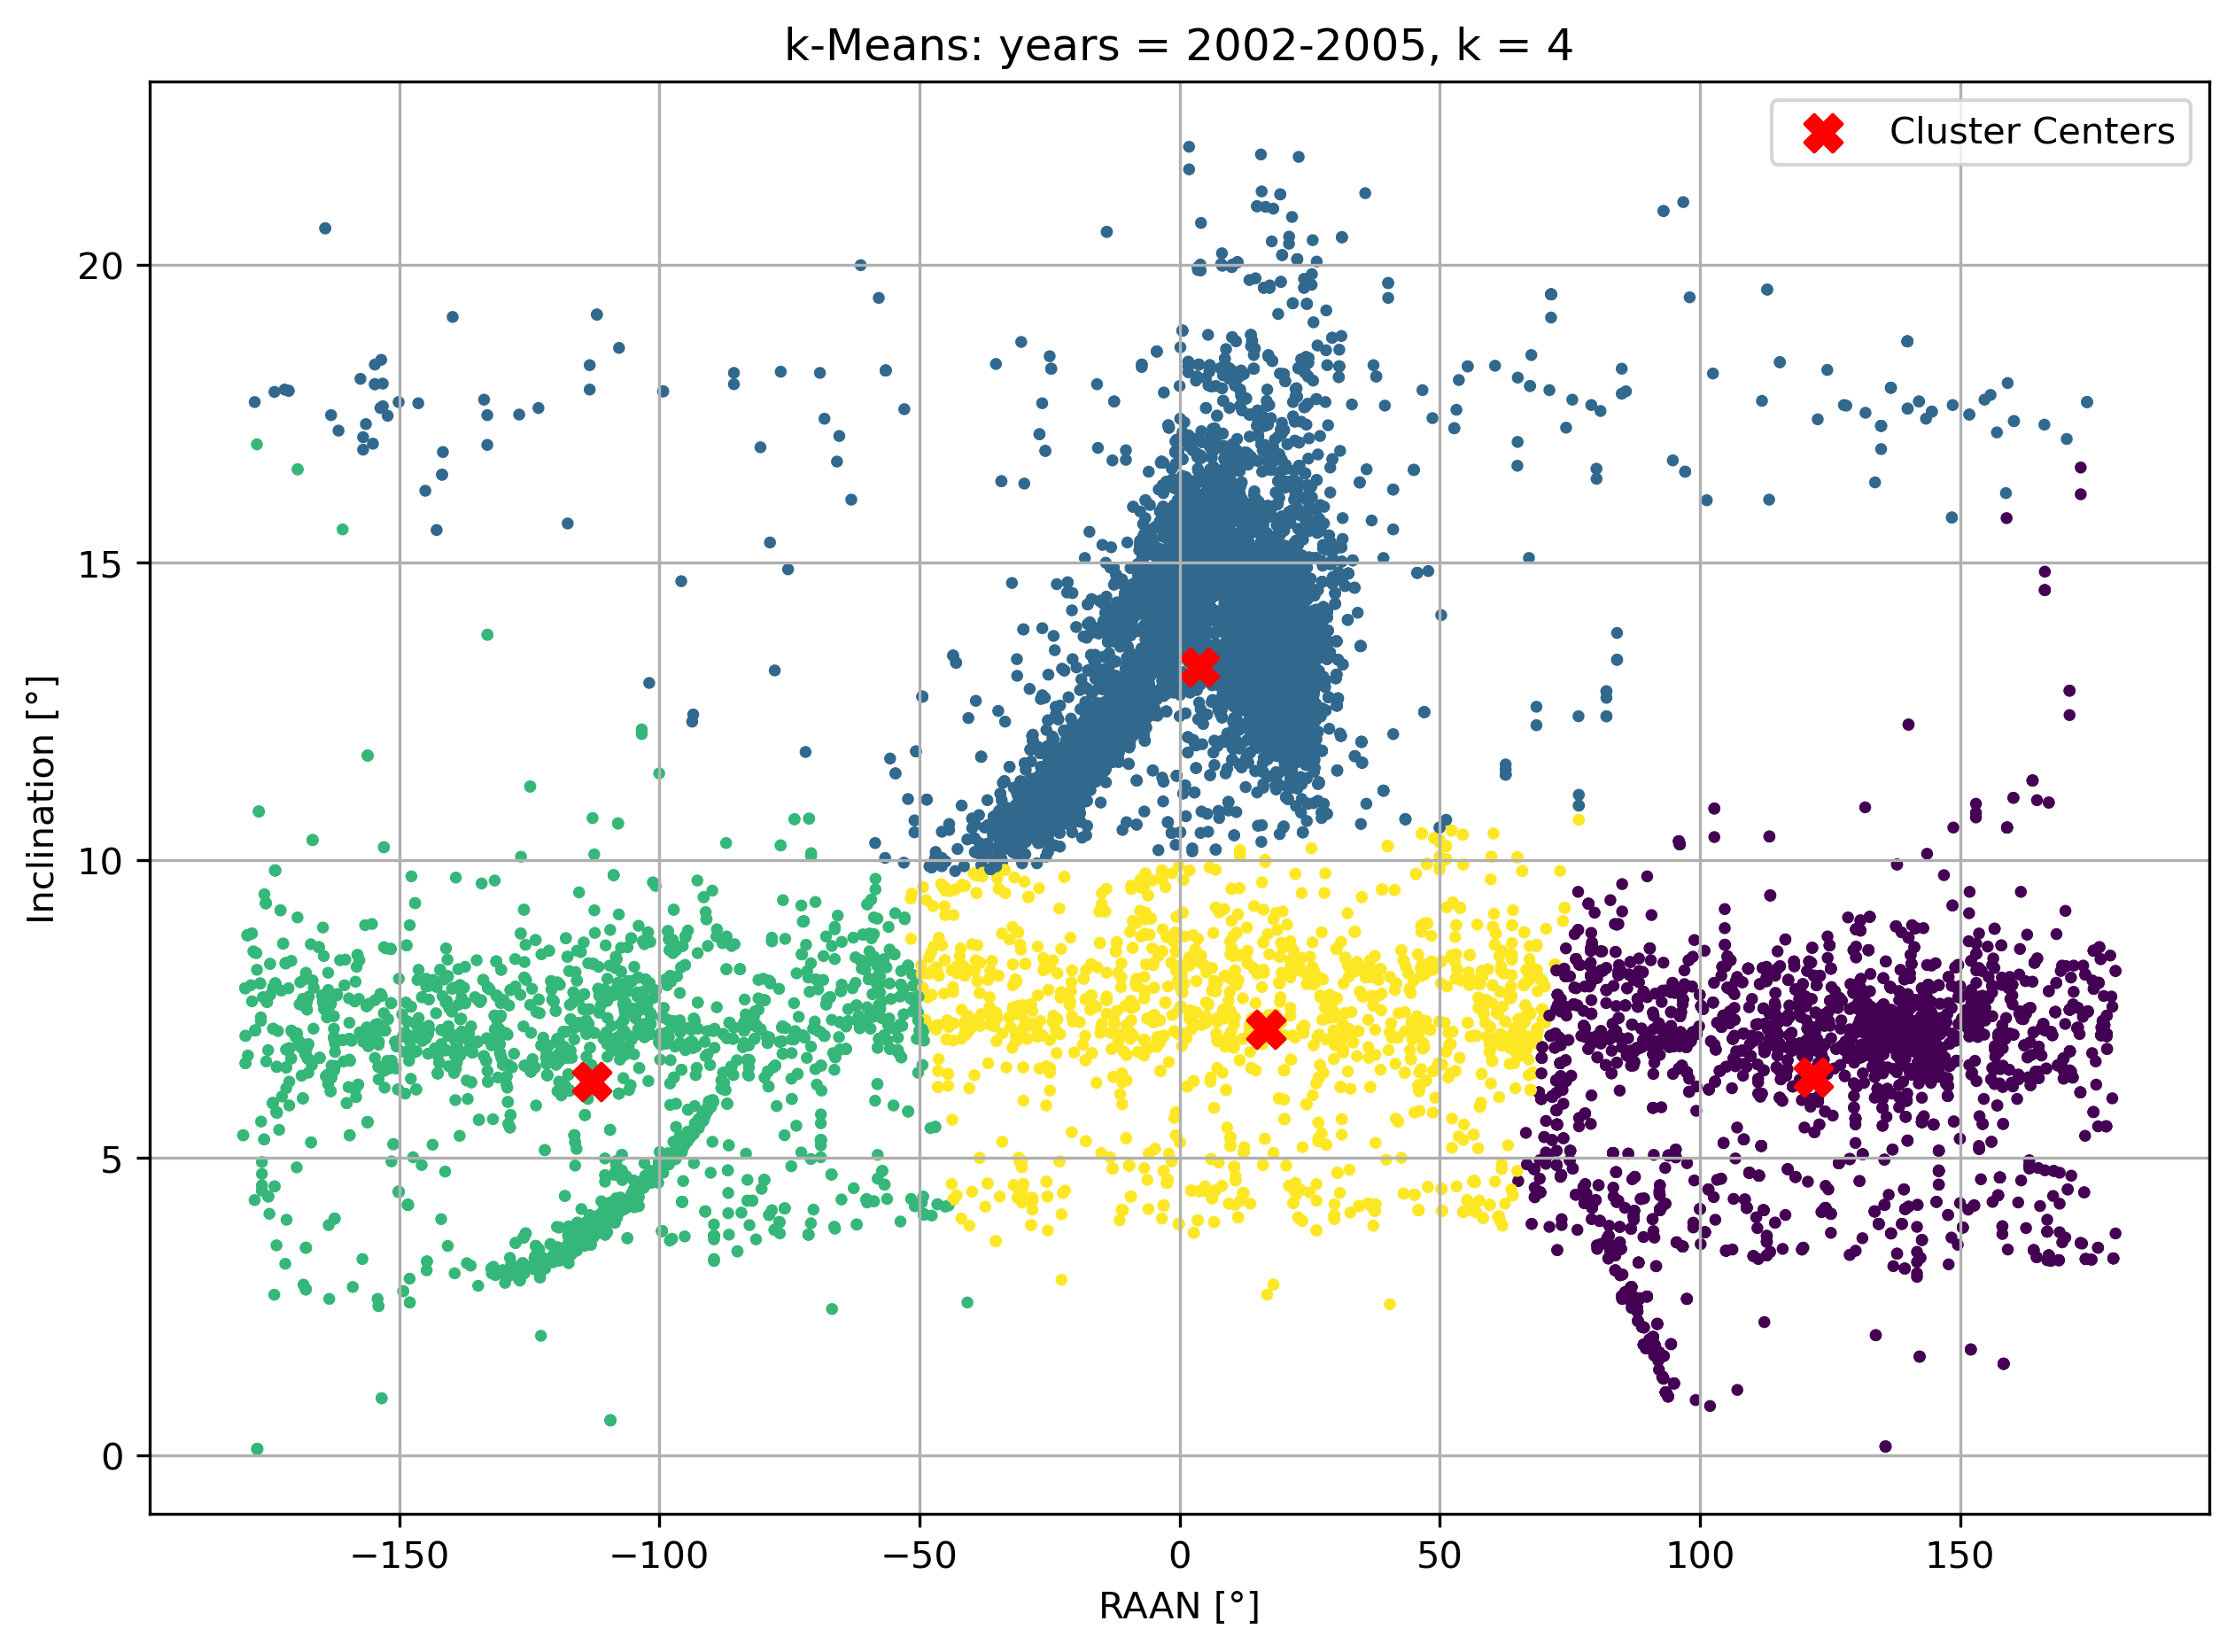 k-Means: years = 2002-2005, k = 4
Cluster Centers
Inclination [°]
20
15
10
5
0
−150 −100 −50 0 50 100 150
RAAN [°]